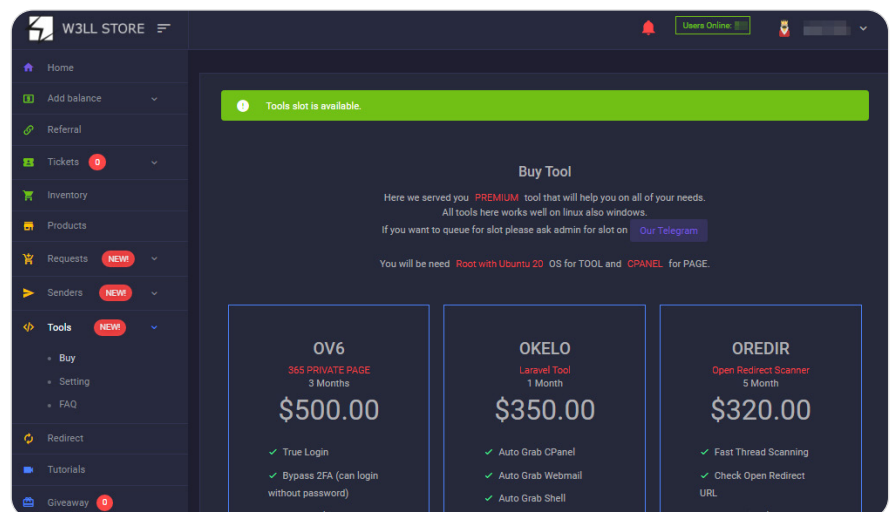 W3LL STORE
Users Online:
Home
Add balance
Referral
Tickets 0
Inventory
Products
Requests NEW!
Senders NEW!
Tools NEW!
Buy
Setting
FAQ
Redirect
Tutorials
Giveaway 0
Tools slot is available.
Buy Tool
Here we served you PREMIUM tool that will help you on all of your needs.
All tools here works well on linux also windows.
If you want to queue for slot please ask admin for slot on Our Telegram
You will be need Root with Ubuntu 20 OS for TOOL and CPANEL for PAGE.
OV6
365 PRIVATE PAGE
3 Months
$500.00
True Login
Bypass 2FA (can login
without password)
OKELO
Laravel Tool
1 Month
$350.00
Auto Grab CPanel
Auto Grab Webmail
Auto Grab Shell
OREDIR
Open Redirect Scanner
5 Month
$320.00
Fast Thread Scanning
Check Open Redirect
URL